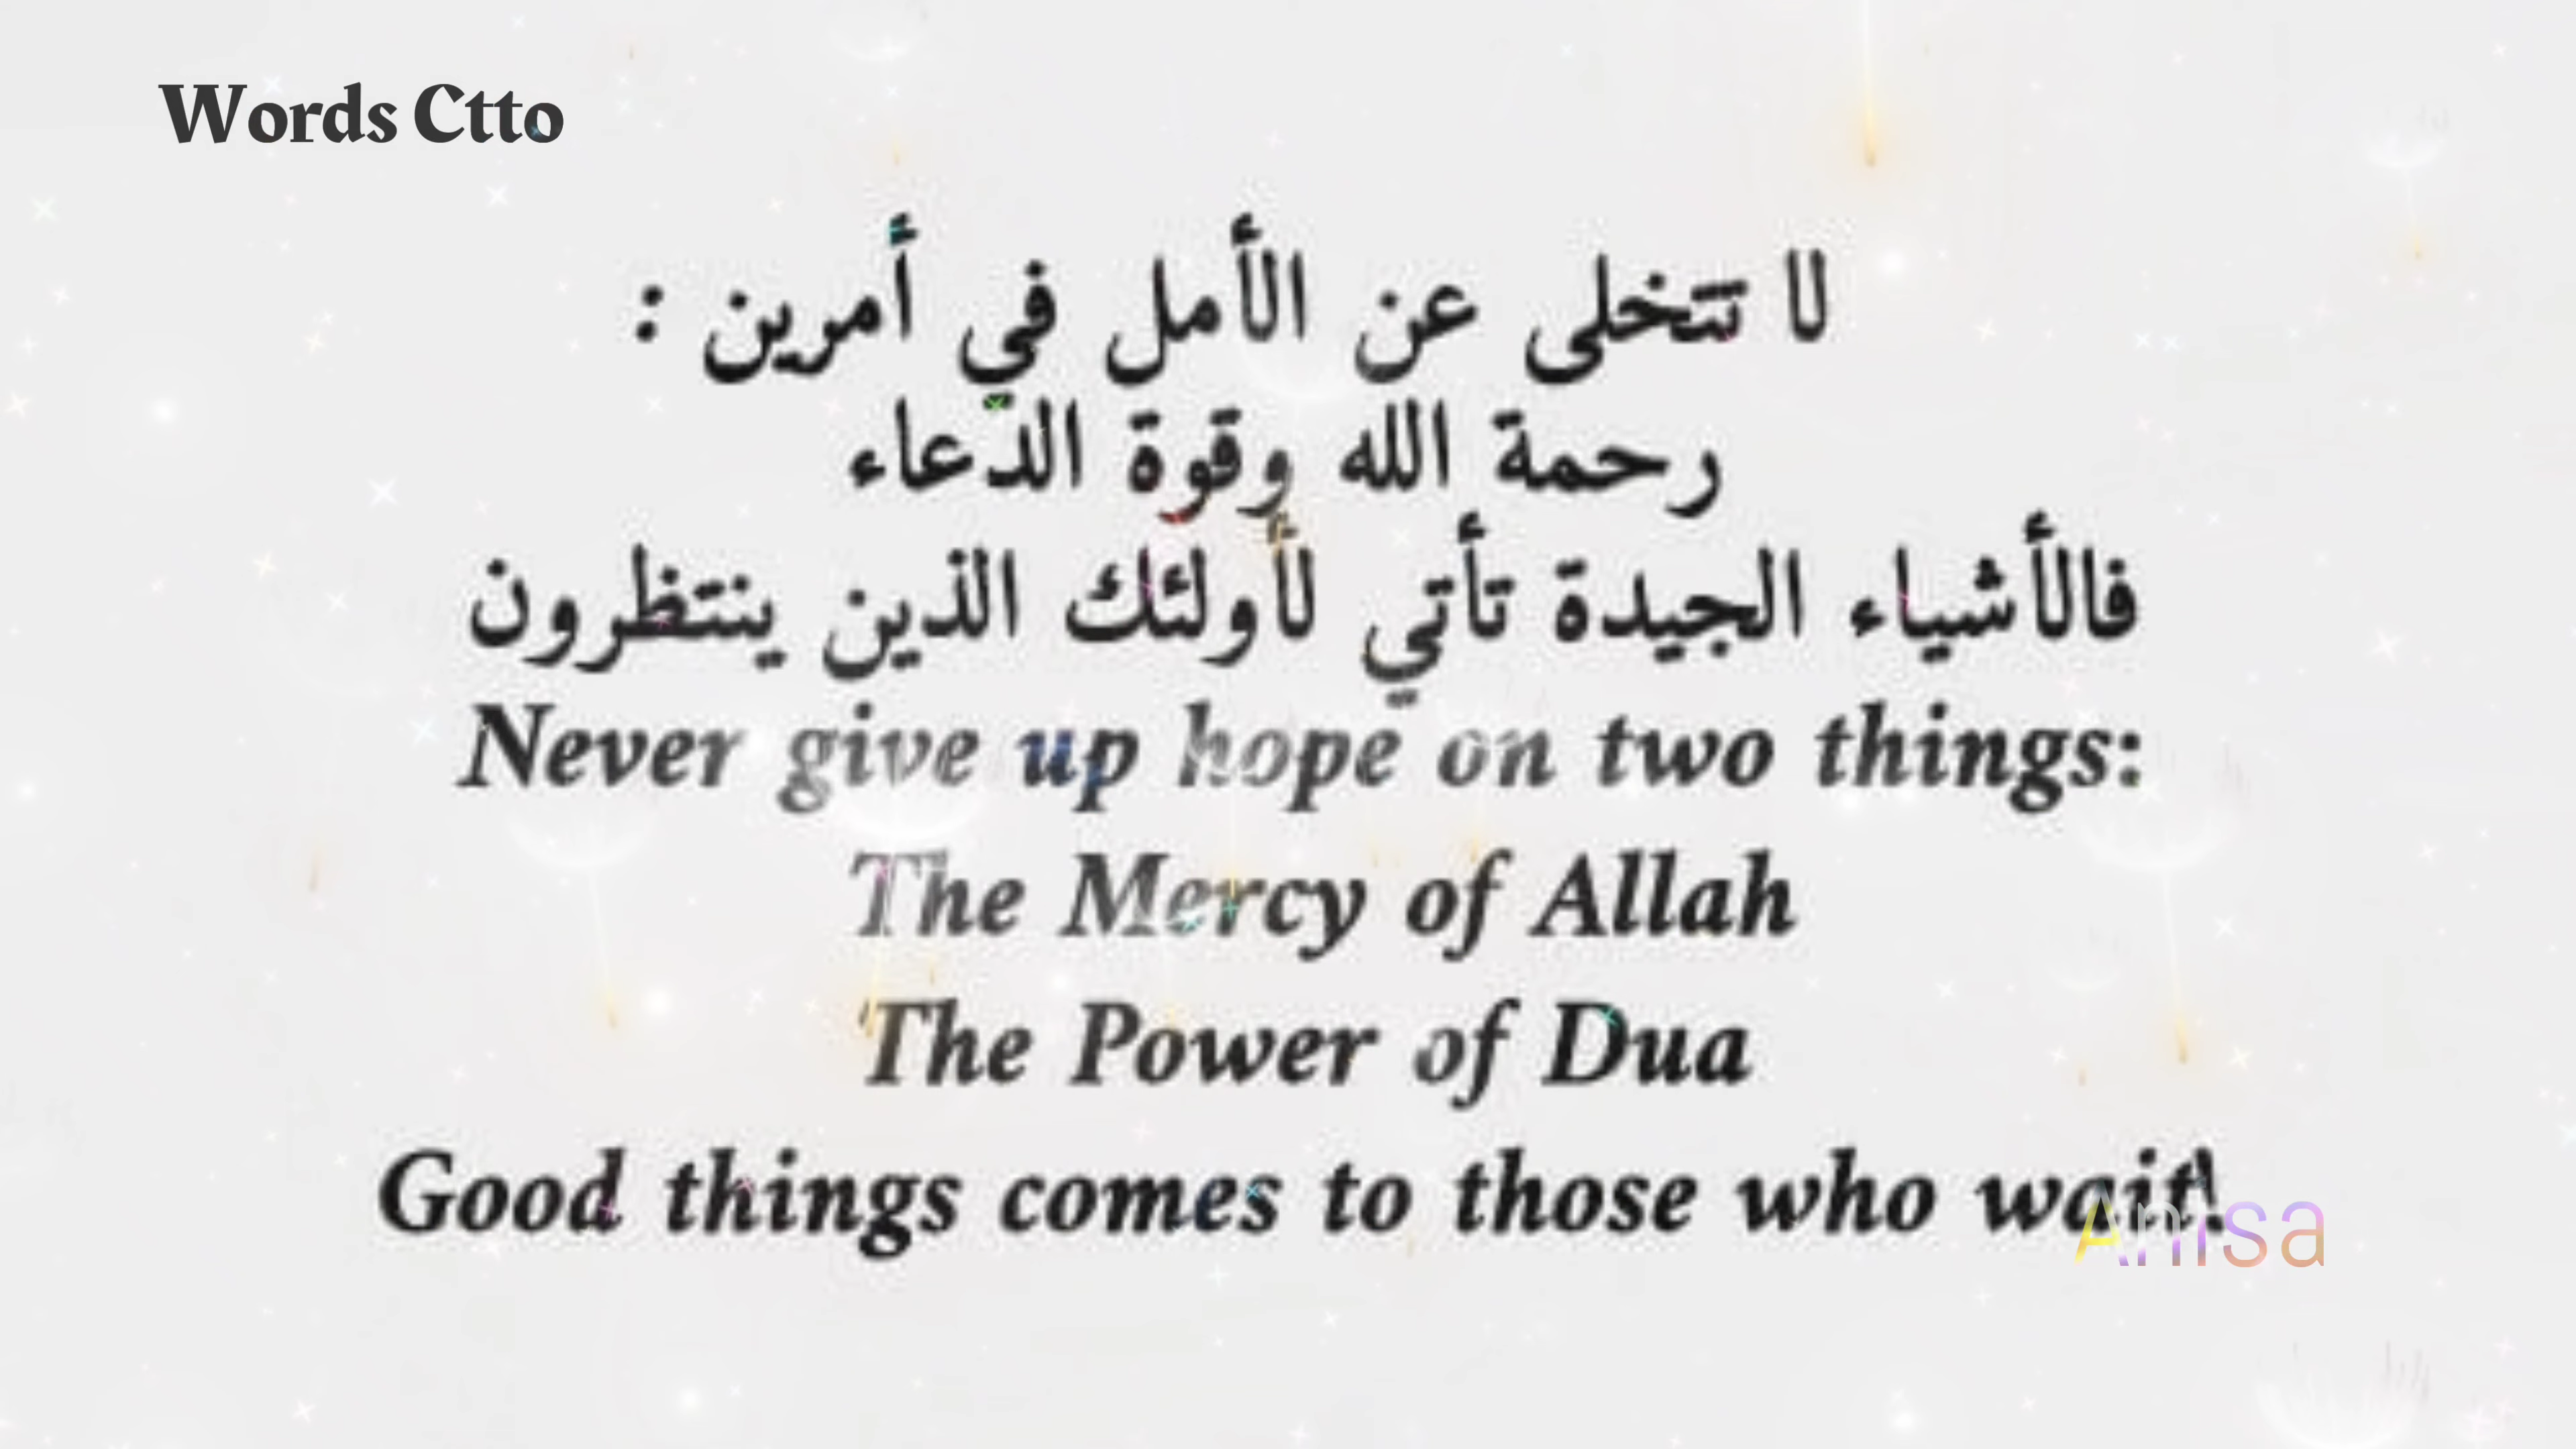 Words Ctto
لا تتخلى عن الأمل في أمرين :
رحمة الله وقوة الدّعاء
فالأشياء الجيدة تأتي لأولئك الذين ينتظرون
Never give up hope on two things:
The Mercy of Allah
The Power of Dua
Good things comes to those who wait!
Anisa